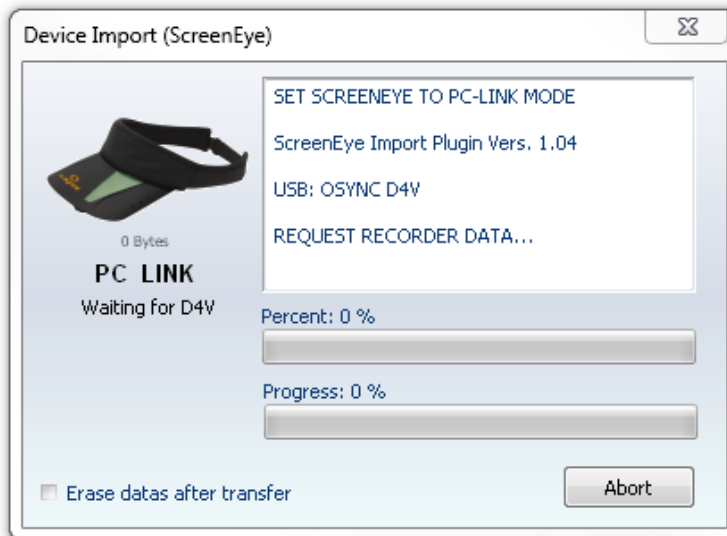 Device Import (ScreenEye)
SET SCREENEYE TO PC-LINK MODE
ScreenEye Import Plugin Vers. 1.04
USB: OSYNC D4V
REQUEST RECORDER DATA...
0 Bytes
PC LINK
Waiting for D4V
Percent: 0 %
Progress: 0 %
Erase datas after transfer
Abort